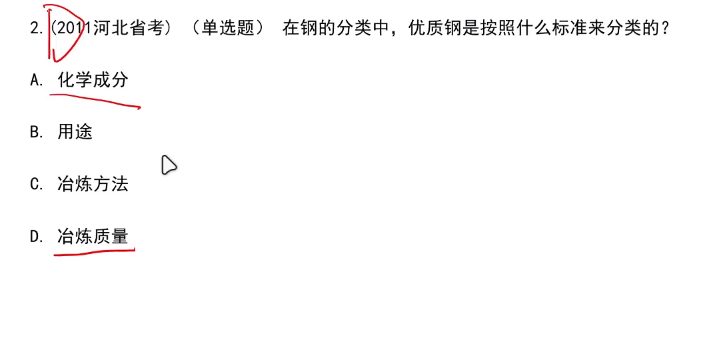 2. (2011河北省考) (单选题) 在钢的分类中，优质钢是按照什么标准来分类的?
A. 化学成分
B. 用途
C. 冶炼方法
D. 冶炼质量